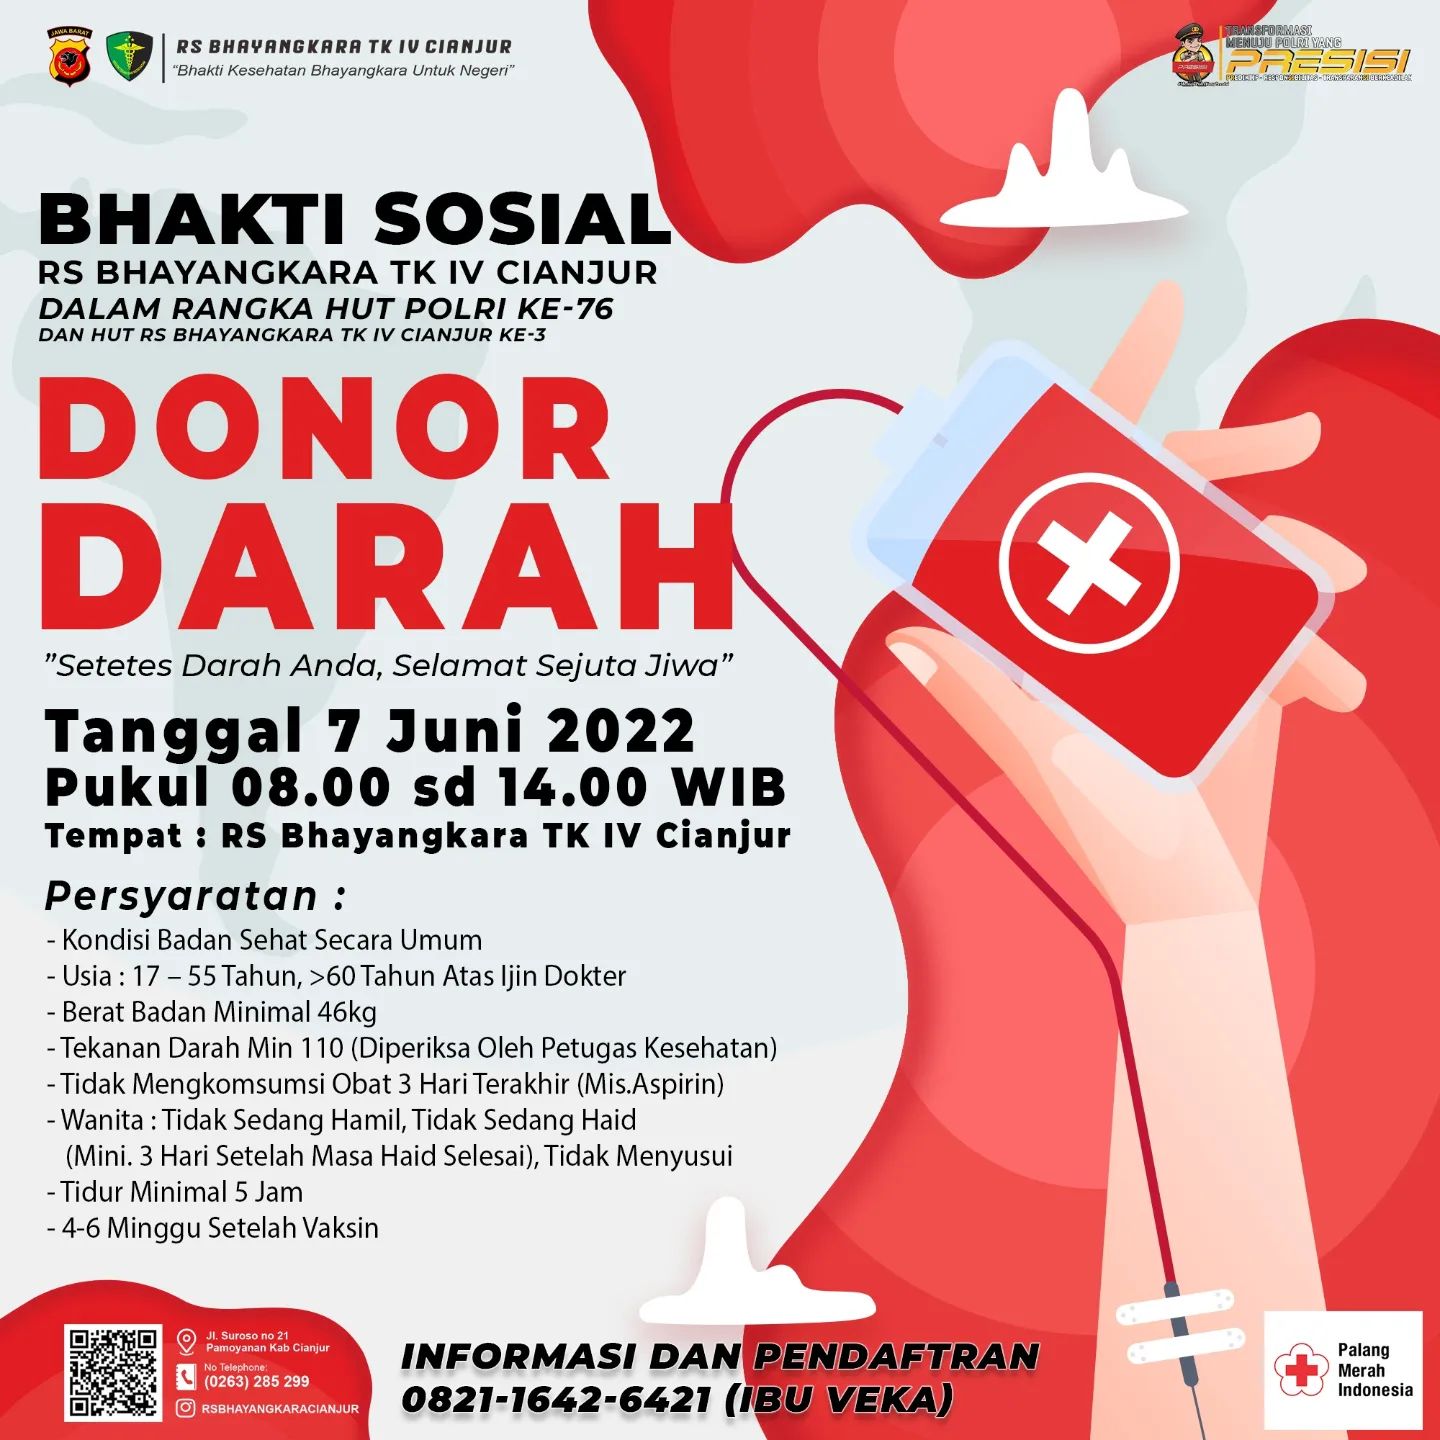 JAWA BARAT
RS BHAYANGKARA TK IV CIANJUR
"Bhakti Kesehatan Bhayangkara Untuk Negeri"
TRANSFORMASI
MENUJU POLRI YANG
PRESISI
PREDIKTIF - RESPONSIBILITAS - TRANSPARANSI BERKEADILAN
PRESISI
BHAKTI SOSIAL
RS BHAYANGKARA TK IV CIANJUR
DALAM RANGKA HUT POLRI KE-76
DAN HUT RS BHAYANGKARA TK IV CIANJUR KE-3
DONOR
DARAH
"Setetes Darah Anda, Selamat Sejuta Jiwa"
Tanggal 7 Juni 2022
Pukul 08.00 sd 14.00 WIB
Tempat : RS Bhayangkara TK IV Cianjur
Persyaratan :
- Kondisi Badan Sehat Secara Umum
- Usia : 17 – 55 Tahun, >60 Tahun Atas Ijin Dokter
- Berat Badan Minimal 46kg
- Tekanan Darah Min 110 (Diperiksa Oleh Petugas Kesehatan)
- Tidak Mengkomsumsi Obat 3 Hari Terakhir (Mis.Aspirin)
- Wanita : Tidak Sedang Hamil, Tidak Sedang Haid
(Mini. 3 Hari Setelah Masa Haid Selesai), Tidak Menyusui
- Tidur Minimal 5 Jam
- 4-6 Minggu Setelah Vaksin
Jl. Suroso no 21
Pamoyanan Kab Cianjur
No Telephone:
(0263) 285 299
RSBHAYANGKARACIANJUR
INFORMASI DAN PENDAFTRAN
0821-1642-6421 (IBU VEKA)
Palang
Merah
Indonesia